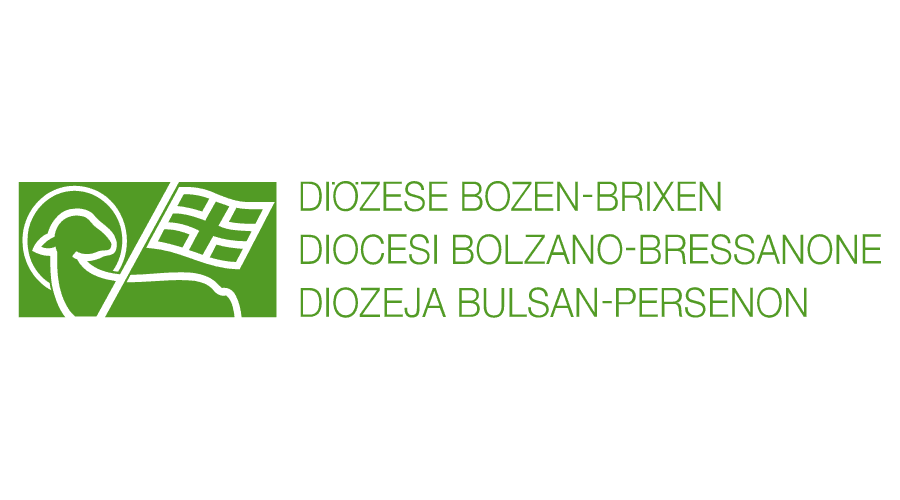 DIÖZESE BOZEN-BRIXEN
DIOCESI BOLZANO-BRESSANONE
DIOZEJA BULSAN-PERSENON